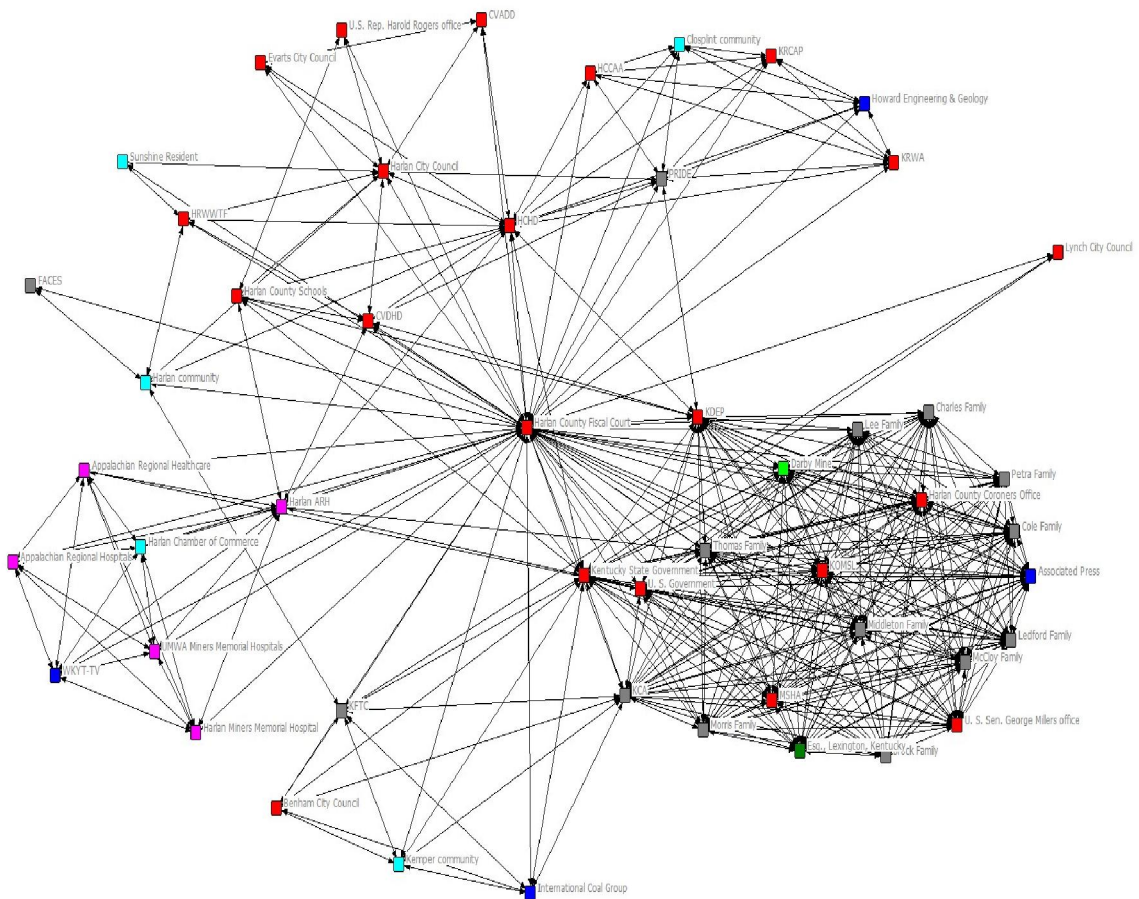 CVADD
U.S. Rep. Harold Rogers office
Closplint community
KRCAP
Evarts City Council
HCCAA
Howard Engineering & Geology
Sunshine Resident
Harlan City Council
KRWA
PRIDE
HRWWTF
HCHD
Lynch City Council
FACES
Harlan County Schools
CVDHD
Harlan community
Charles Family
KDEP
Harlan County Fiscal Court
Lee Family
Appalachian Regional Healthcare
Darby Mine
Petra Family
Harlan County Coroners Office
Harlan ARH
Cole Family
Harlan Chamber of Commerce
Thomas Family
Appalachian Regional Hospitals
Kentucky State Government
KOMSL
Associated Press
U. S. Government
Middleton Family
Ledford Family
UMWA Miners Memorial Hospitals
McCoy Family
WKYT-TV
KCA
MSHA
KFTC
Harlan Miners Memorial Hospital
Morris Family
U. S. Sen. George Millers office
Esq., Lexington, Kentucky
rock Family
Benham City Council
Kemper community
International Coal Group